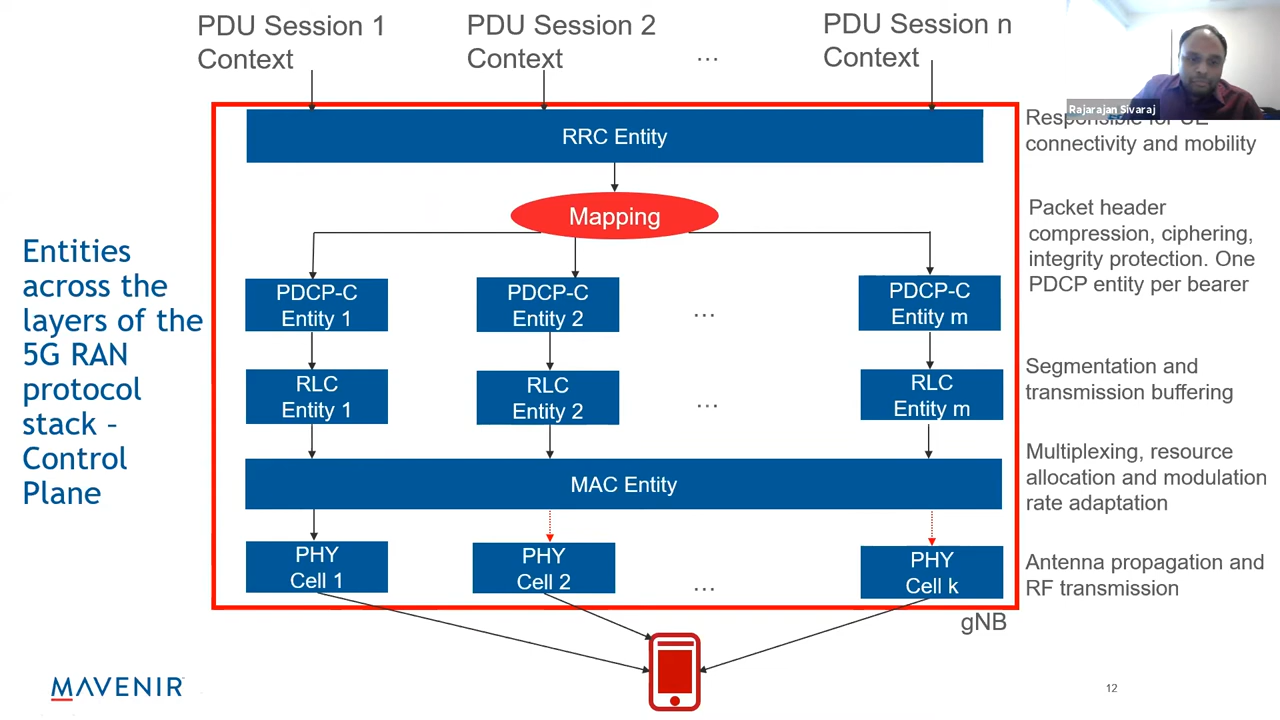 PDU Session 1
Context
PDU Session 2
Context
...
PDU Session n
Context
Rajarajan Sivaraj
RRC Entity
Responsible for UE
connectivity and mobility
Mapping
Packet header
compression, ciphering,
integrity protection. One
PDCP entity per bearer
Entities
across the
layers of the
5G RAN
protocol
stack –
Control
Plane
PDCP-C
Entity 1
PDCP-C
Entity 2
...
PDCP-C
Entity m
RLC
Entity 1
RLC
Entity 2
...
RLC
Entity m
Segmentation and
transmission buffering
MAC Entity
Multiplexing, resource
allocation and modulation
rate adaptation
PHY
Cell 1
PHY
Cell 2
...
PHY
Cell k
Antenna propagation and
RF transmission
gNB
MAVENIR
12